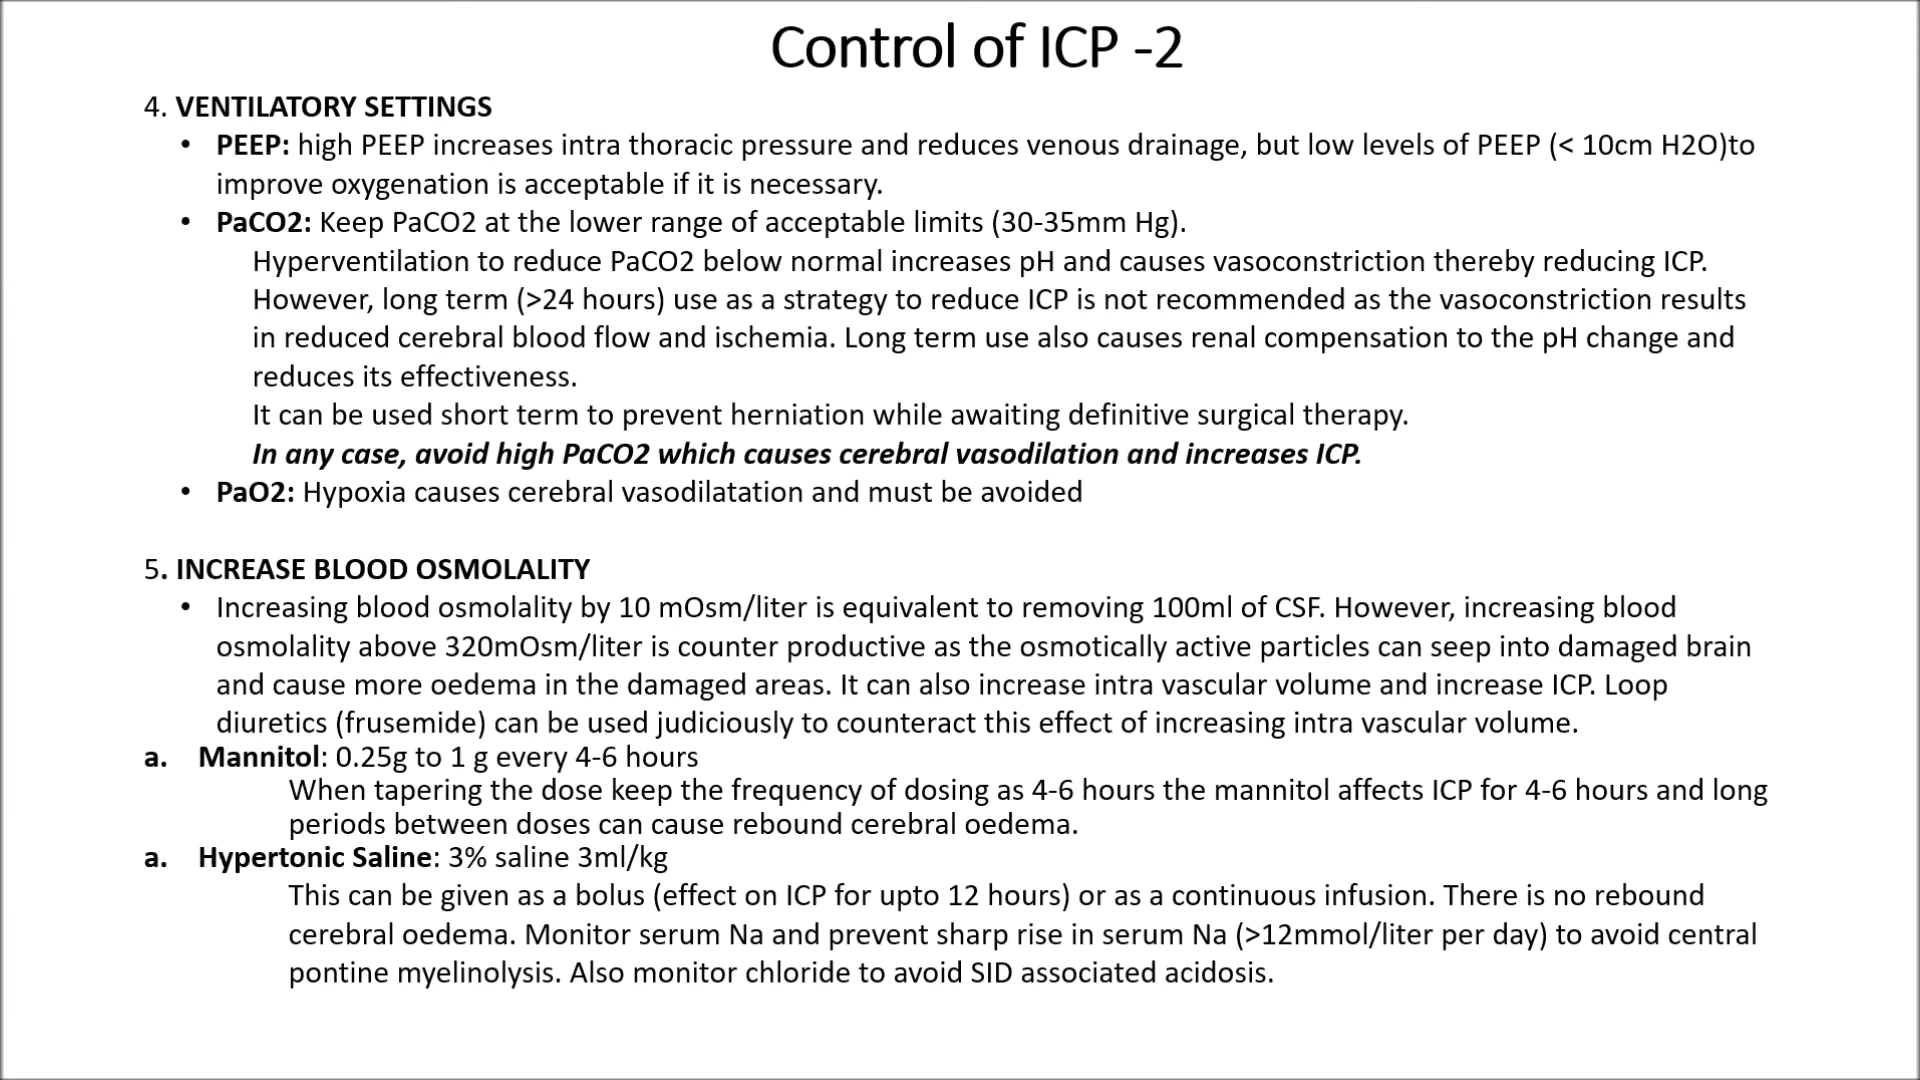 Control of ICP -2
4. VENTILATORY SETTINGS
• PEEP: high PEEP increases intra thoracic pressure and reduces venous drainage, but low levels of PEEP (< 10cm H2O)to
improve oxygenation is acceptable if it is necessary.
• PaCO2: Keep PaCO2 at the lower range of acceptable limits (30-35mm Hg).
Hyperventilation to reduce PaCO2 below normal increases pH and causes vasoconstriction thereby reducing ICP.
However, long term (>24 hours) use as a strategy to reduce ICP is not recommended as the vasoconstriction results
in reduced cerebral blood flow and ischemia. Long term use also causes renal compensation to the pH change and
reduces its effectiveness.
It can be used short term to prevent herniation while awaiting definitive surgical therapy.
In any case, avoid high PaCO2 which causes cerebral vasodilation and increases ICP.
• PaO2: Hypoxia causes cerebral vasodilatation and must be avoided
5. INCREASE BLOOD OSMOLALITY
• Increasing blood osmolality by 10 mOsm/liter is equivalent to removing 100ml of CSF. However, increasing blood
osmolality above 320mOsm/liter is counter productive as the osmotically active particles can seep into damaged brain
and cause more oedema in the damaged areas. It can also increase intra vascular volume and increase ICP. Loop
diuretics (frusemide) can be used judiciously to counteract this effect of increasing intra vascular volume.
a. Mannitol: 0.25g to 1 g every 4-6 hours
When tapering the dose keep the frequency of dosing as 4-6 hours the mannitol affects ICP for 4-6 hours and long
periods between doses can cause rebound cerebral oedema.
a. Hypertonic Saline: 3% saline 3ml/kg
This can be given as a bolus (effect on ICP for upto 12 hours) or as a continuous infusion. There is no rebound
cerebral oedema. Monitor serum Na and prevent sharp rise in serum Na (>12mmol/liter per day) to avoid central
pontine myelinolysis. Also monitor chloride to avoid SID associated acidosis.